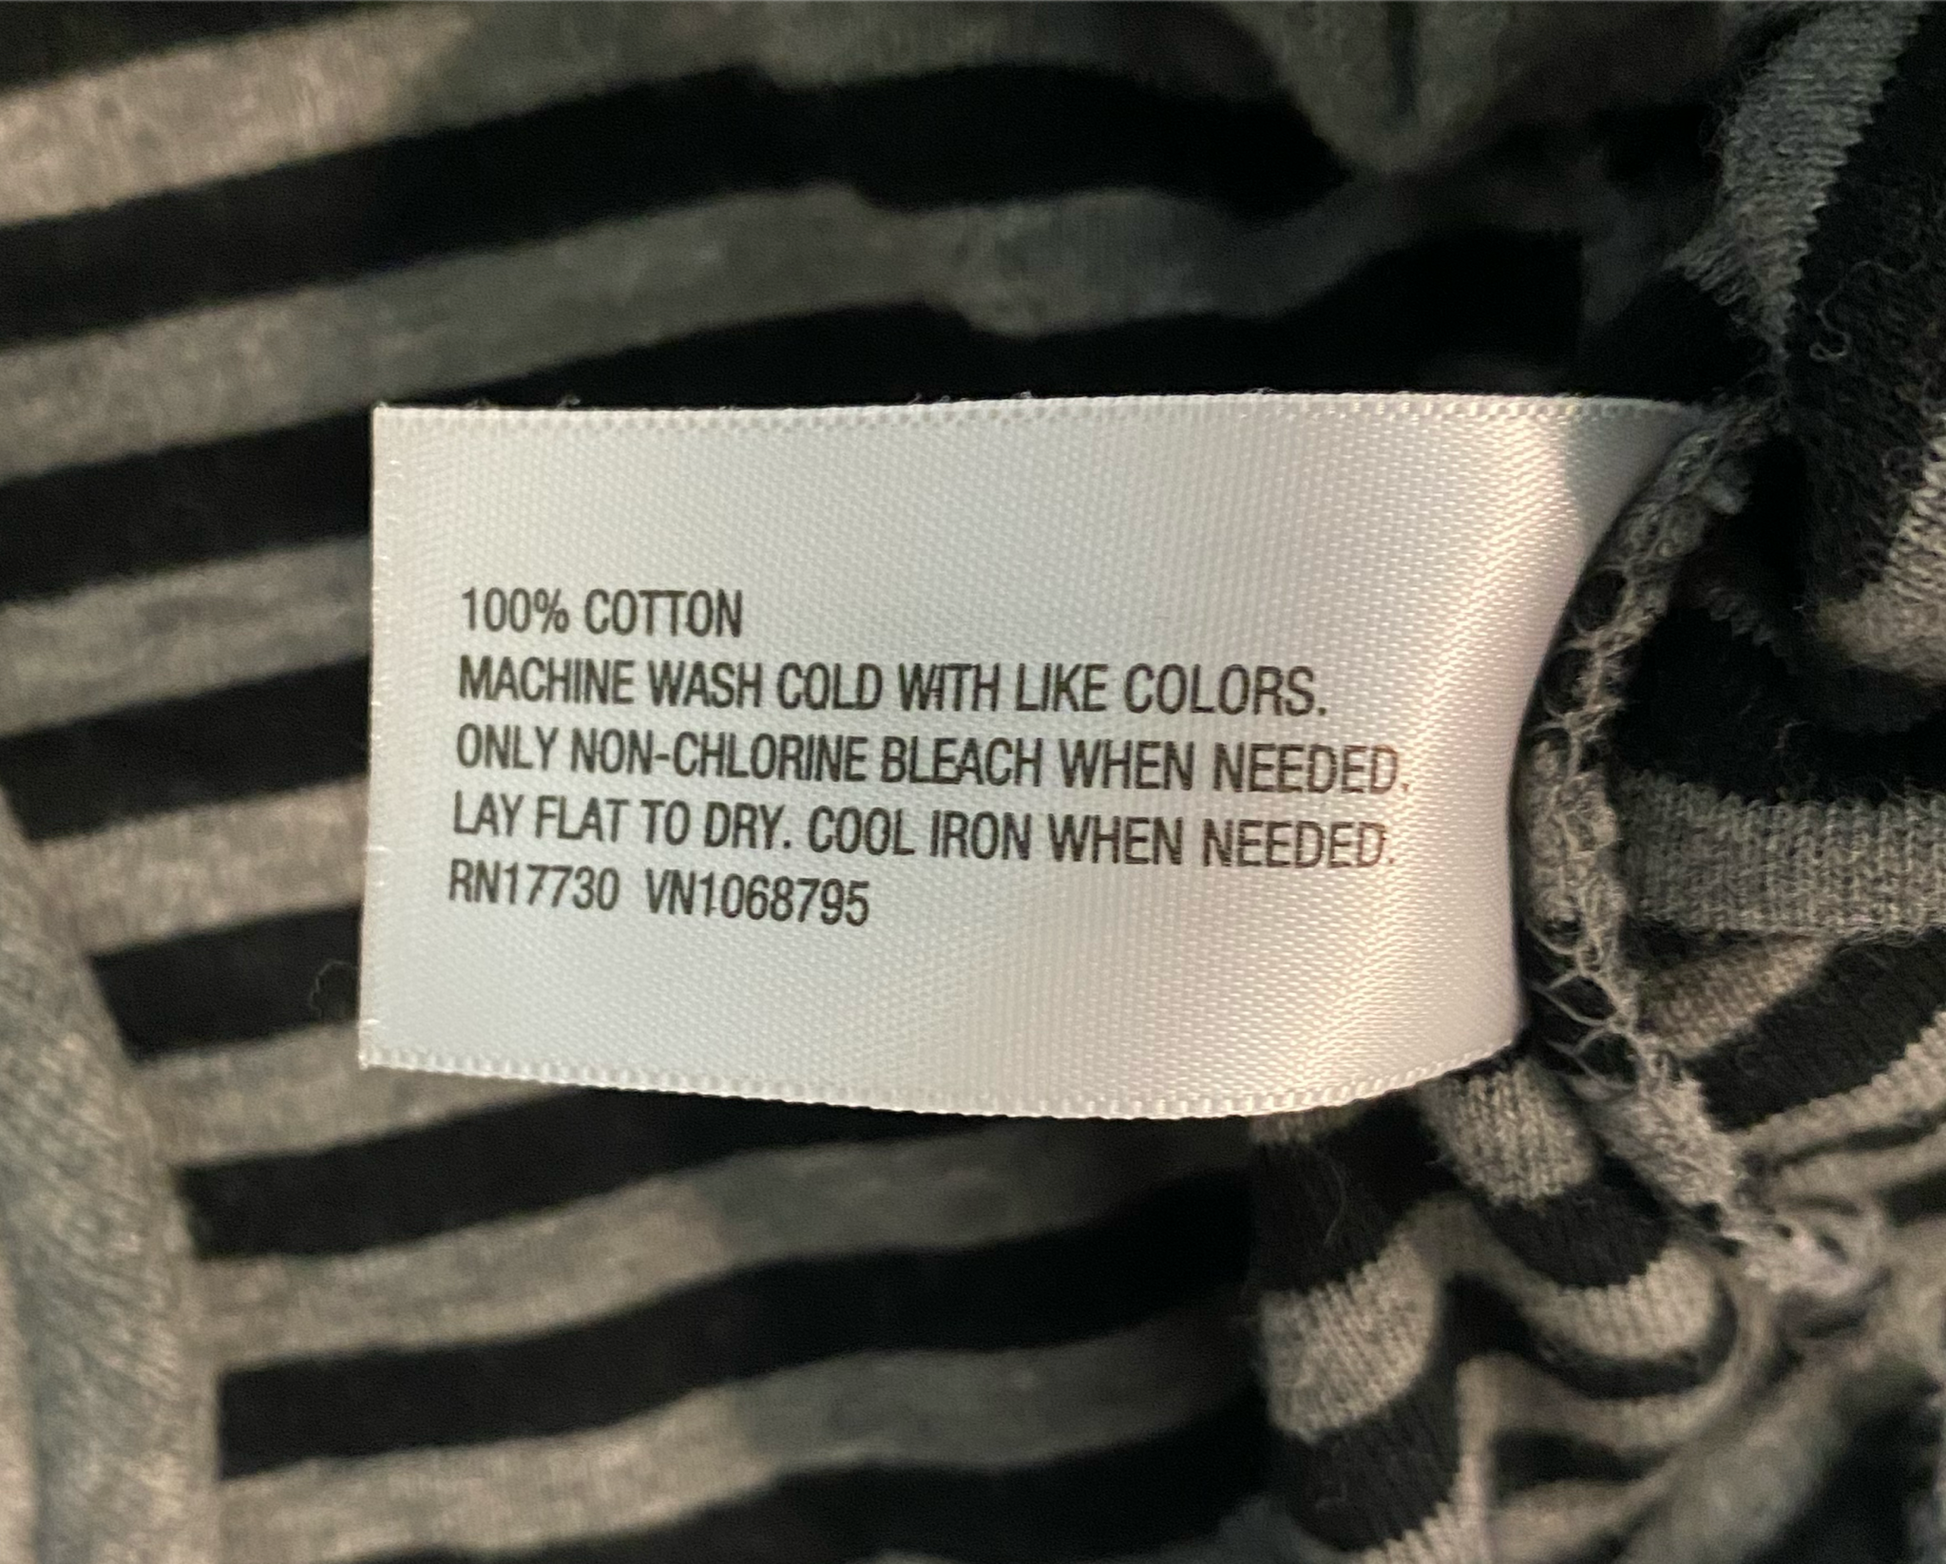 100% COTTON
MACHINE WASH COLD WITH LIKE COLORS.
ONLY NON-CHLORINE BLEACH WHEN NEEDED.
LAY FLAT TO DRY. COOL IRON WHEN NEEDED.
RN17730 VN1068795